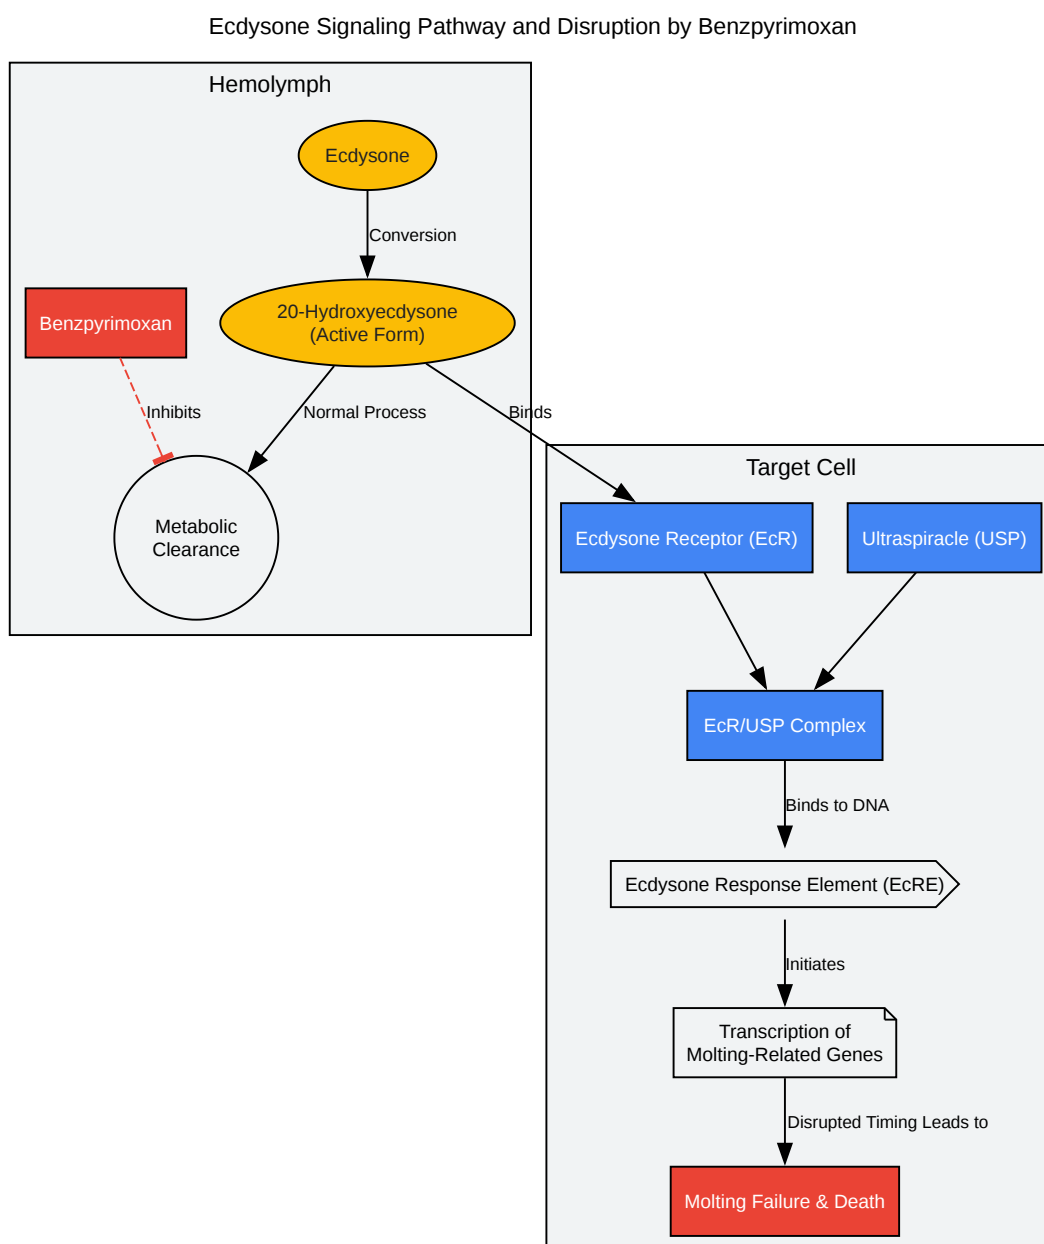 Ecdysone Signaling Pathway and Disruption by Benzpyrimoxan
Hemolymph
Ecdysone
Conversion
Benzpyrimoxan
20-Hydroxyecdysone
(Active Form)
Inhibits
Normal Process
Binds
Metabolic
Clearance
Target Cell
Ecdysone Receptor (EcR)
Ultraspiracle (USP)
EcR/USP Complex
Binds to DNA
Ecdysone Response Element (EcRE)
Initiates
Transcription of
Molting-Related Genes
Disrupted Timing Leads to
Molting Failure & Death